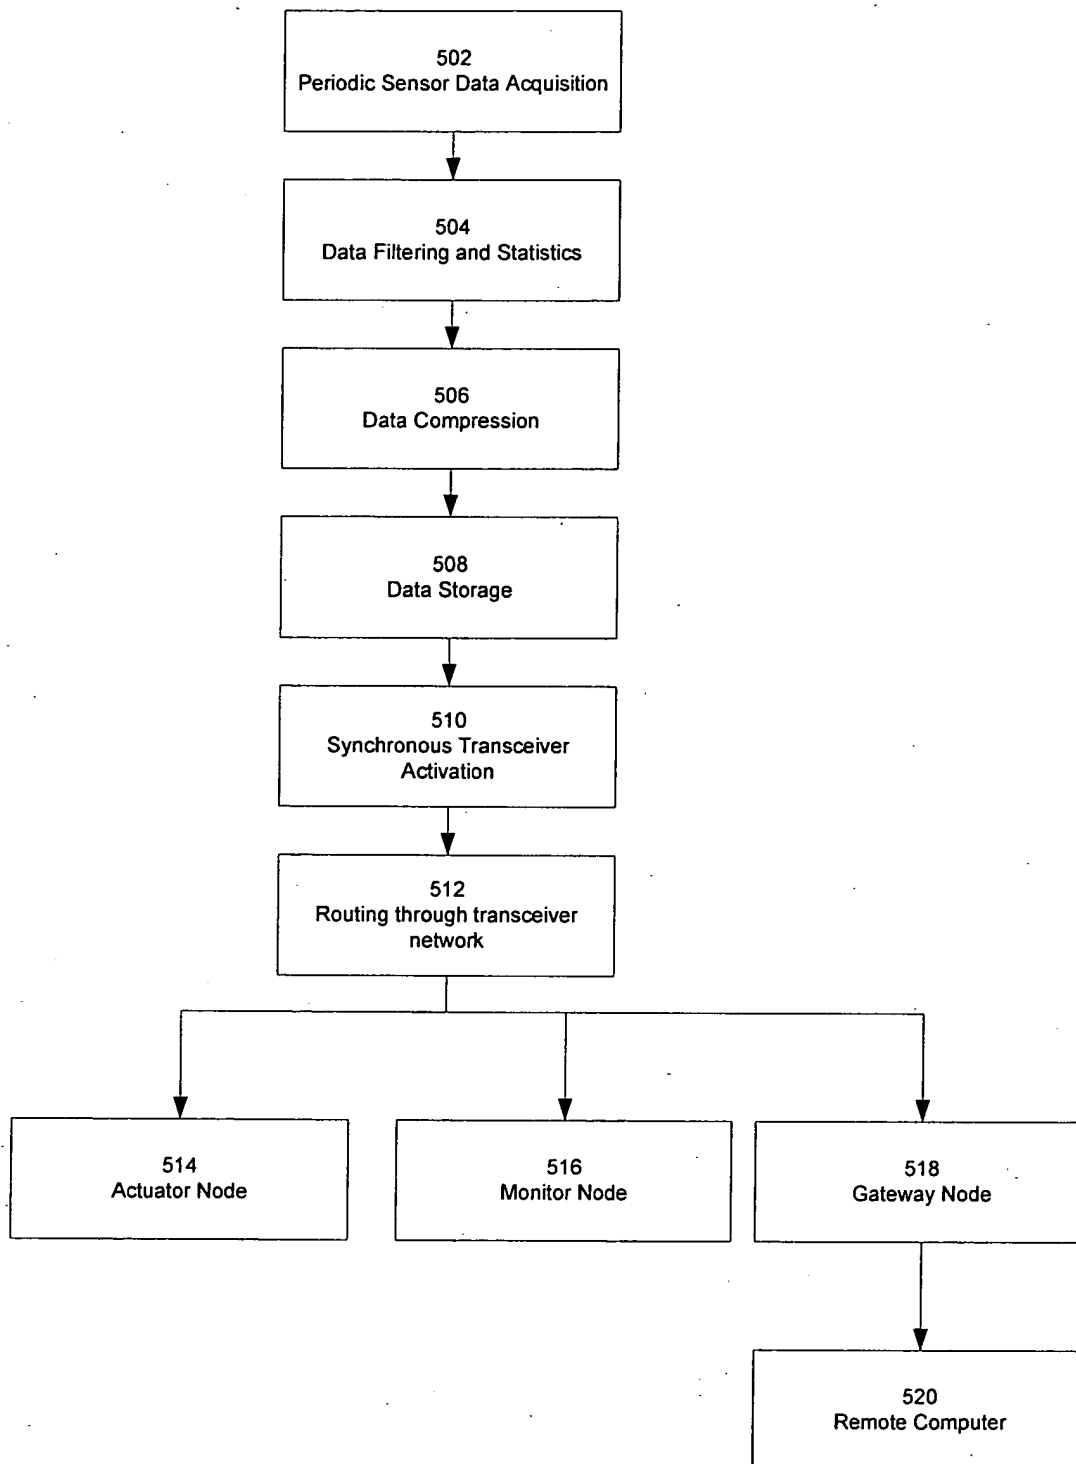 502
Periodic Sensor Data Acquisition
504
Data Filtering and Statistics
506
Data Compression
508
Data Storage
510
Synchronous Transceiver
Activation
512
Routing through transceiver
network
514
Actuator Node
516
Monitor Node
518
Gateway Node
520
Remote Computer